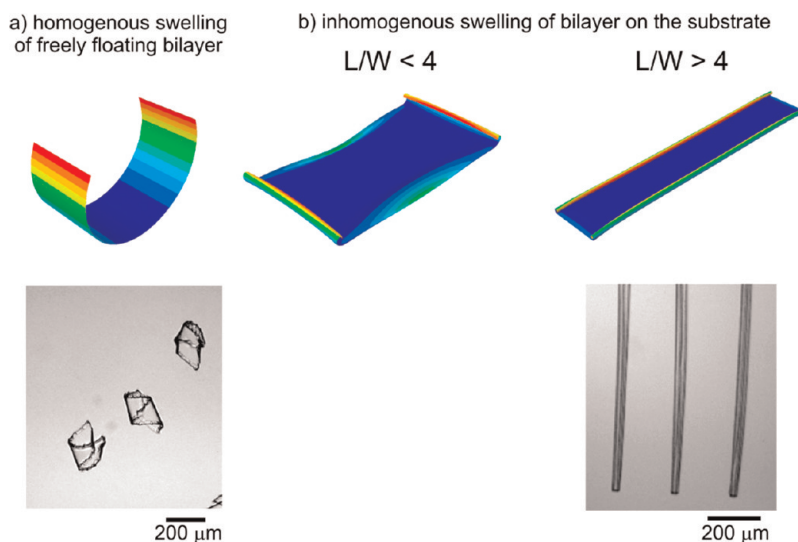 a) homogenous swelling
of freely floating bilayer
b) inhomogenous swelling of bilayer on the substrate
L/W < 4
L/W > 4
200 μm
200 μm